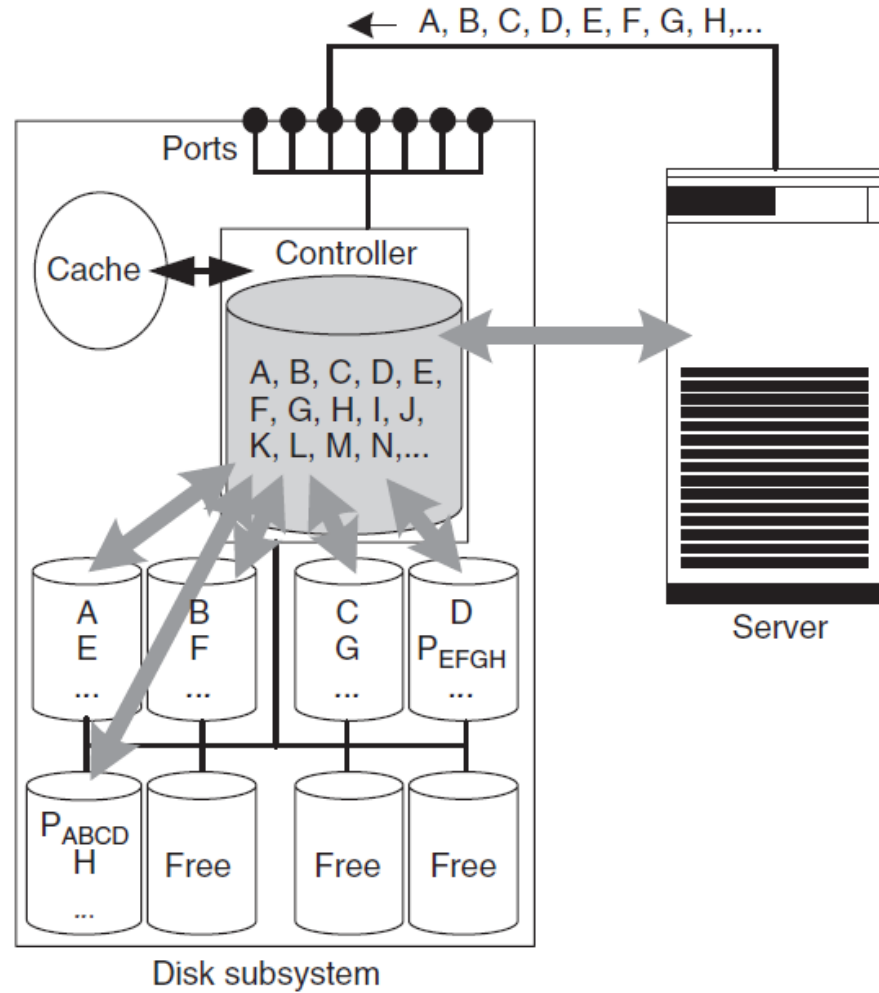 A, B, C, D, E, F, G, H,...
Ports
Controller
Cache
A, B, C, D, E,
F, G, H, I, J,
K, L, M, N,...
A
E
...
B
F
...
C
G
...
D
PEFGH
...
Server
PABCD
H
...
Free
Free
Free
Disk subsystem